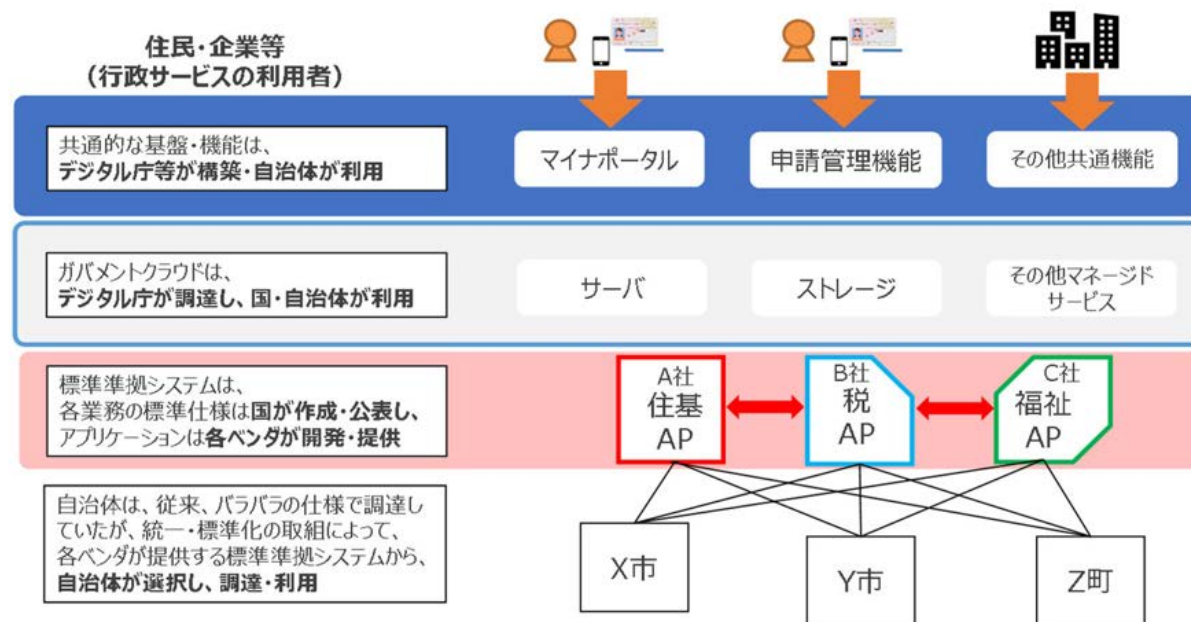 住民・企業等
（行政サービスの利用者）
共通的な基盤・機能は、
デジタル庁等が構築・自治体が利用
マイナポータル
申請管理機能
その他共通機能
ガバメントクラウドは、
デジタル庁が調達し、国・自治体が利用
サーバ
ストレージ
その他マネージド
サービス
標準準拠システムは、
各業務の標準仕様は国が作成・公表し、
アプリケーションは各ベンダが開発・提供
A社
住基
AP
B社
税
AP
C社
福祉
AP
自治体は、従来、バラバラの仕様で調達し
ていたが、統一・標準化の取組によって、
各ベンダが提供する標準準拠システムから、
自治体が選択し、調達・利用
X市
Y市
Z町